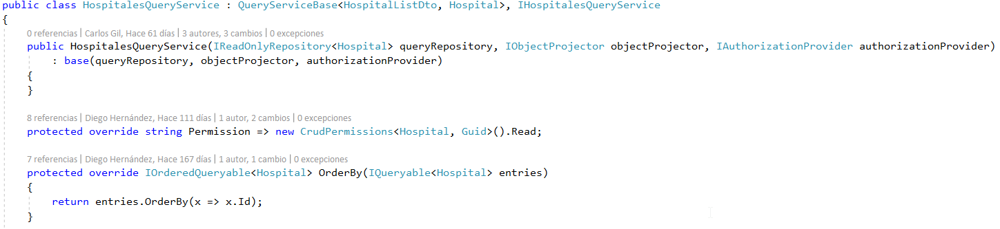 public class HospitalesQueryService : QueryServiceBase<HospitalListDto, Hospital>, IHospitalesQueryService
{
0 referencias | Carlos Gil, Hace 61 días | 3 autores, 3 cambios | 0 excepciones
public HospitalesQueryService(IReadOnlyRepository<Hospital> queryRepository, IObjectProjector objectProjector, IAuthorizationProvider authorizationProvider)
: base(queryRepository, objectProjector, authorizationProvider)
{
}
8 referencias | Diego Hernández, Hace 111 días | 1 autor, 2 cambios | 0 excepciones
protected override string Permission => new CrudPermissions<Hospital, Guid>().Read;
7 referencias | Diego Hernández, Hace 167 días | 1 autor, 1 cambio | 0 excepciones
protected override IOrderedQueryable<Hospital> OrderBy(IQueryable<Hospital> entries)
{
return entries.OrderBy(x => x.Id);
}